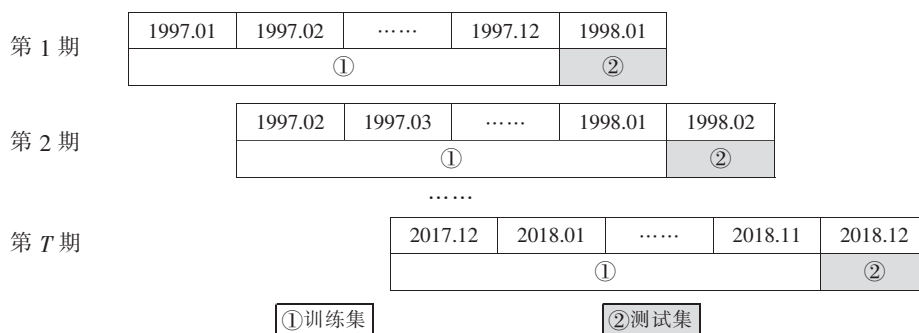 第 1 期
1997.01 1997.02 …… 1997.12 1998.01
① ②
第 2 期
1997.02 1997.03 …… 1998.01 1998.02
① ②
……
第 T 期
2017.12 2018.01 …… 2018.11 2018.12
① ②
①训练集 ②测试集